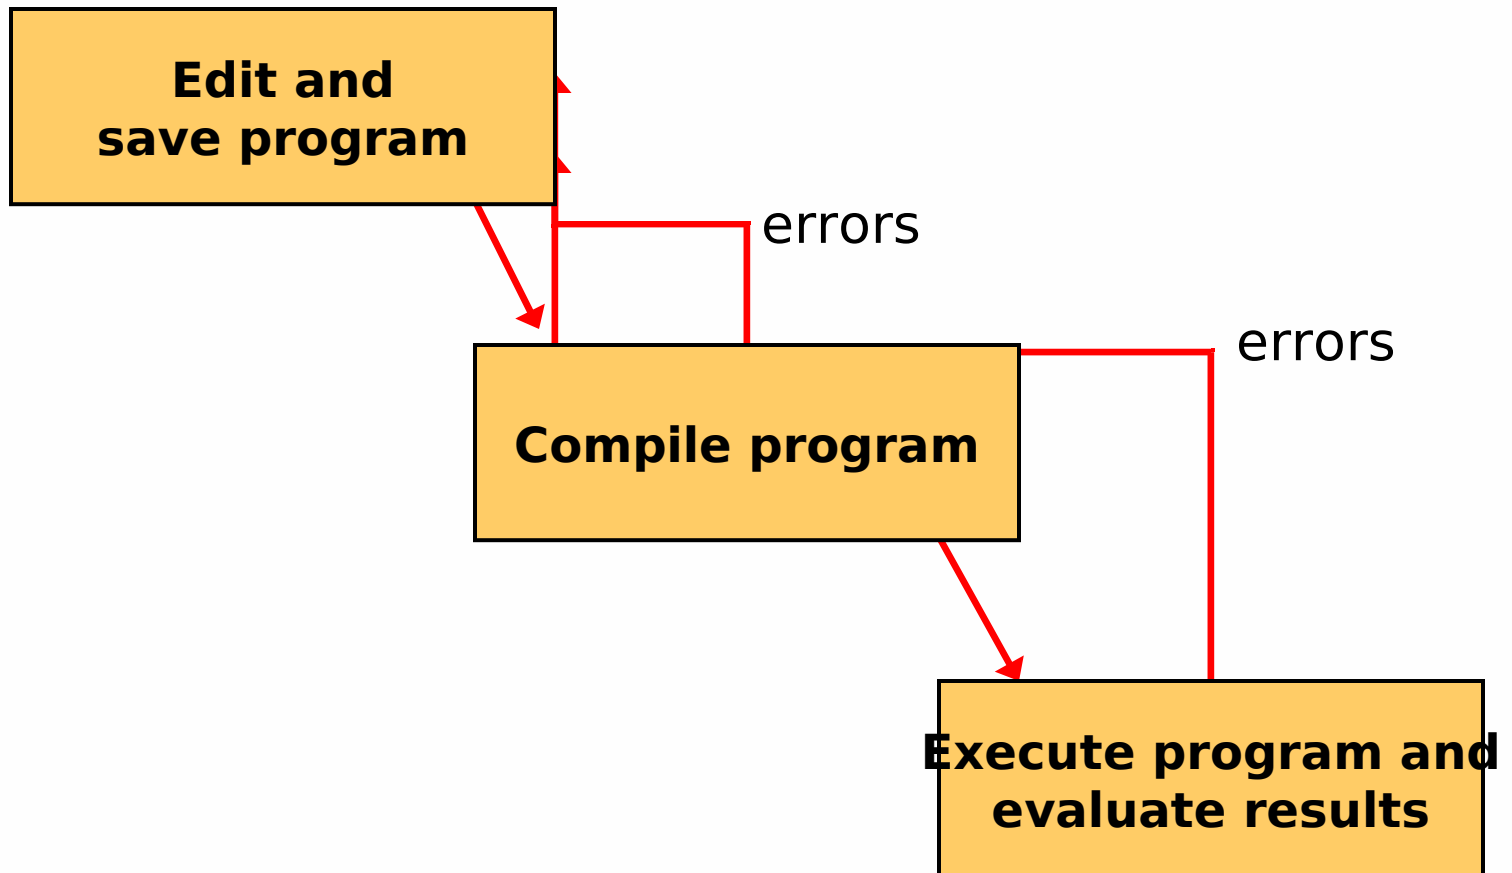 Edit and
save program
errors
errors
Compile program
Execute program and
evaluate results